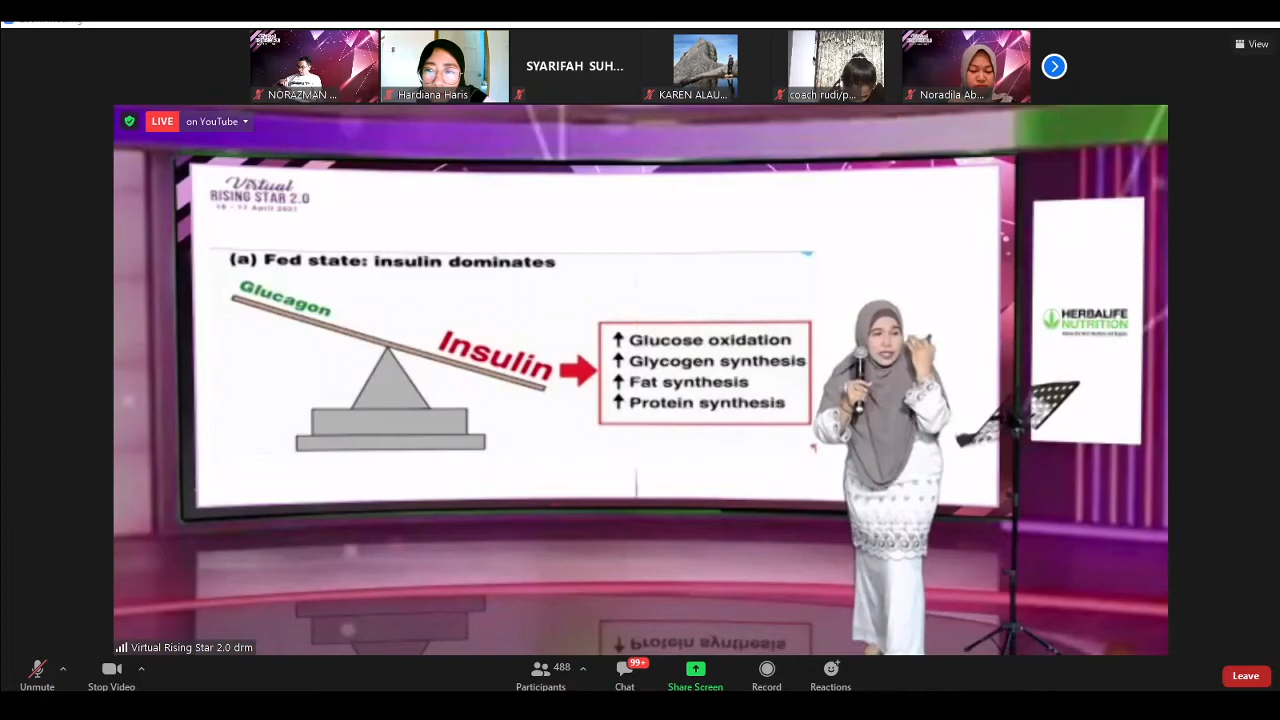 View
NORAZMAN ...
Hardiana Haris
SYARIFAH SUH...
KAREN ALAU...
coach rudi/p...
Noradila Ab...
LIVE on YouTube
Virtual
RISING STAR 2.0
(a) Fed state: insulin dominates
Glucagon
Insulin
↑ Glucose oxidation
↑ Glycogen synthesis
↑ Fat synthesis
↑ Protein synthesis
HERBALIFE
NUTRITION
Protein synthesis
Virtual Rising Star 2.0 drm
488
99+
Unmute
Stop Video
Participants
Chat
Share Screen
Record
Reactions
Leave